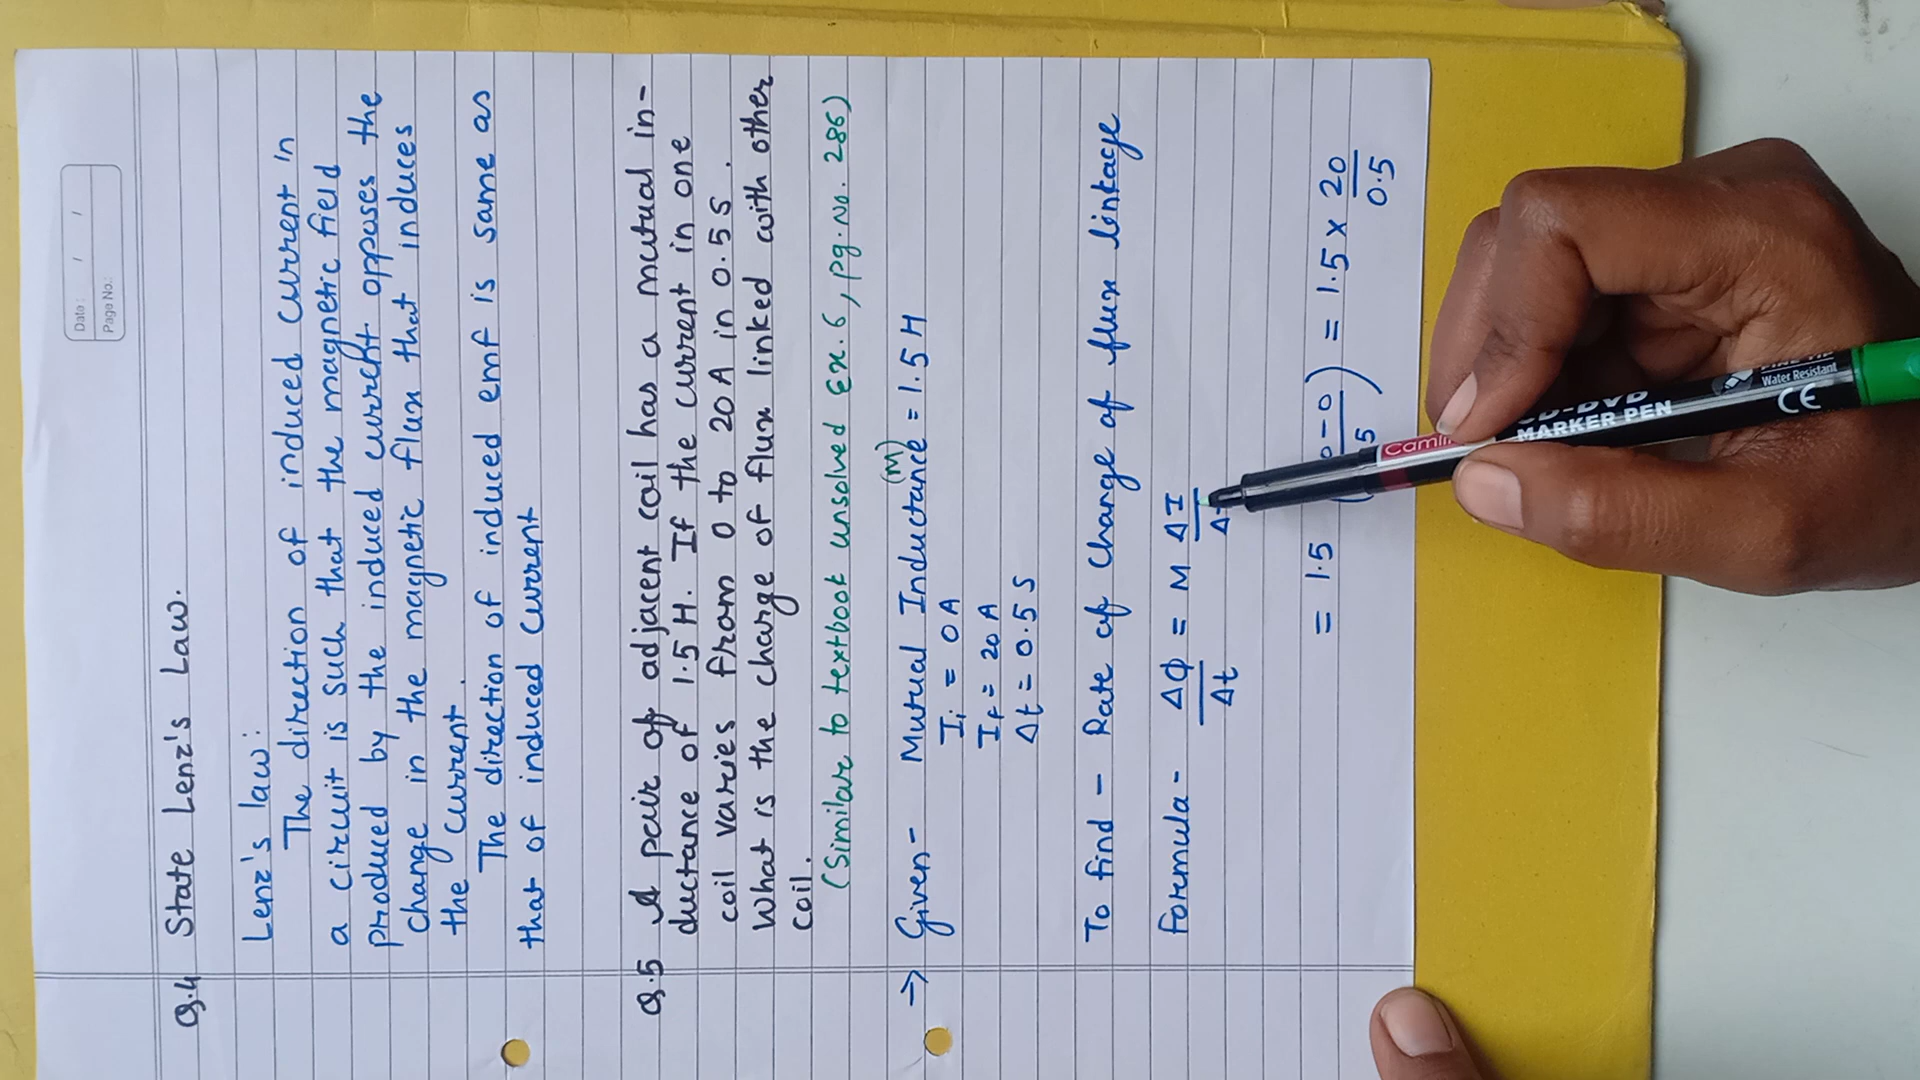 Date: / /
Page No.:
Q.4 State Lenz's Law.
Lenz's law:
The direction of induced current in
a circuit is such that the magnetic field
produced by the induced current opposes the
change in the magnetic flux that induces
the current.
The direction of induced emf is same as
that of induced current
Q.5 A pair of adjacent coil has a mutual in-
ductance of 1.5 H. If the current in one
coil varies from 0 to 20 A in 0.5 s.
What is the charge of flux linked with other
coil.
(Similar to textbook unsolved Ex. 6, pg. No. 286)
→ Given- Mutual Inductance (M) = 1.5 H
Ii = 0 A
If = 20 A
Δt = 0.5 s
To find - Rate of change of flux linkage
Formula- Δφ/Δt = M ΔI/Δt
= 1.5 ( -0/ 5) = 1.5 x 20/0.5
Camli
CD-DVD
MARKER PEN
Water Resistant
CE